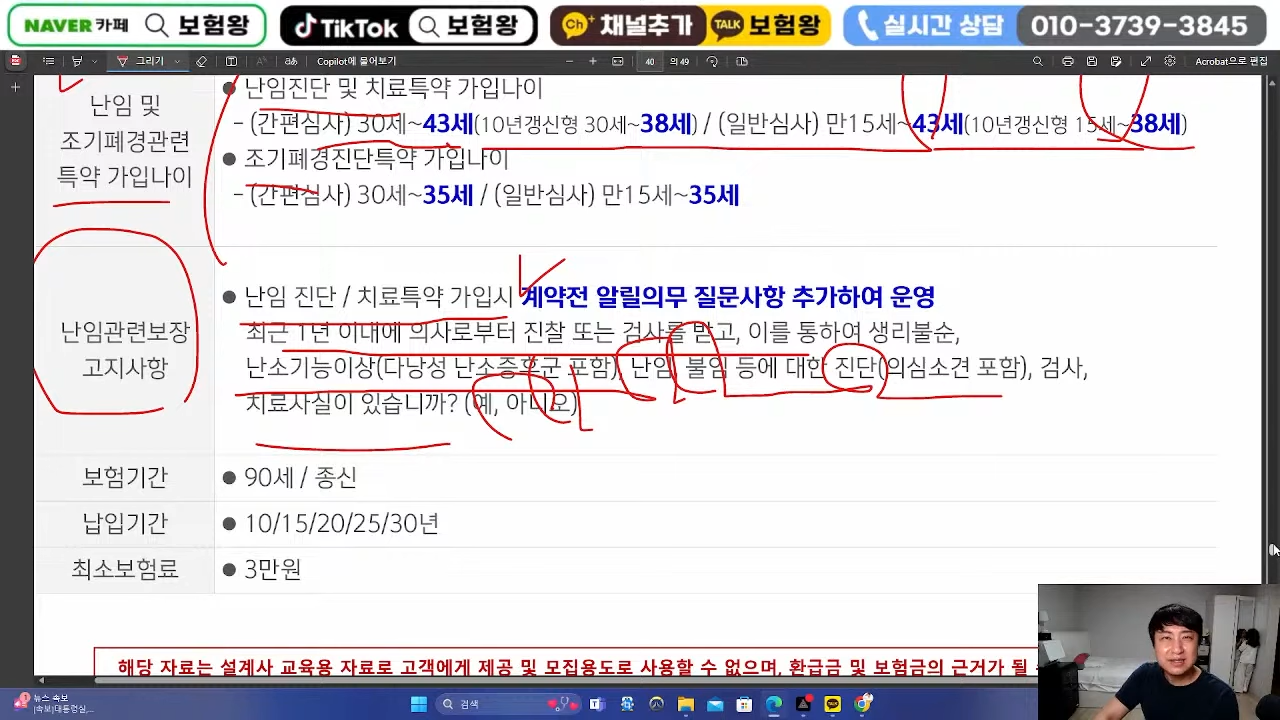 NAVER 카페 보험왕 TikTok 보험왕 Ch+ 채널추가 TALK 보험왕 실시간 상담 010-3739-3845
그리기 Copilot에 물어보기 40 의 49 Acrobat으로 편집
난임 및
조기폐경관련
특약 가입나이
● 난임진단 및 치료특약 가입나이
- (간편심사) 30세~43세(10년갱신형 30세~38세) / (일반심사) 만15세~43세(10년갱신형 15세~38세)
● 조기폐경진단특약 가입나이
- (간편심사) 30세~35세 / (일반심사) 만15세~35세
난임관련보장
고지사항
● 난임 진단 / 치료특약 가입시 계약전 알릴의무 질문사항 추가하여 운영
최근 1년 이내에 의사로부터 진찰 또는 검사를 받고, 이를 통하여 생리불순,
난소기능이상(다낭성 난소증후군 포함), 난임, 불임 등에 대한 진단(의심소견 포함), 검사,
치료사실이 있습니까? (예, 아니요)
보험기간 ● 90세 / 종신
납입기간 ● 10/15/20/25/30년
최소보험료 ● 3만원
해당 자료는 설계사 교육용 자료로 고객에게 제공 및 모집용도로 사용할 수 없으며, 환급금 및 보험금의 근거가 될
뉴스 속보
[속보]대통령실,...
검색